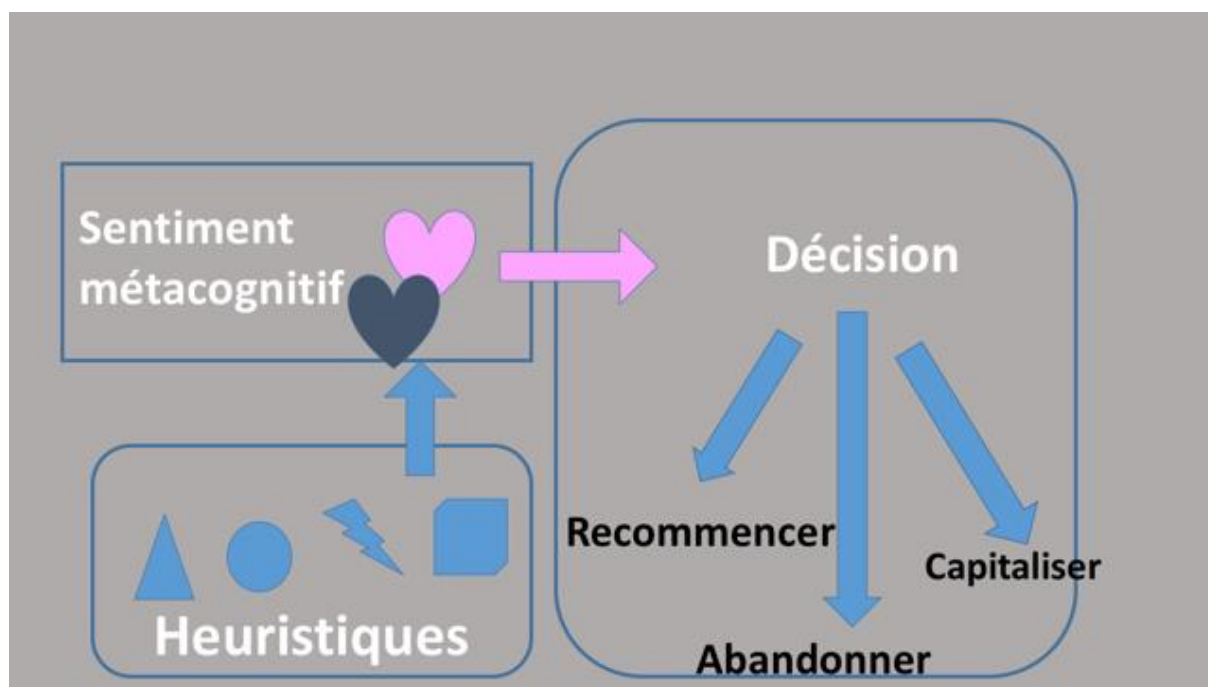 Sentiment
métacognitif
Heuristiques
Décision
Recommencer
Capitaliser
Abandonner